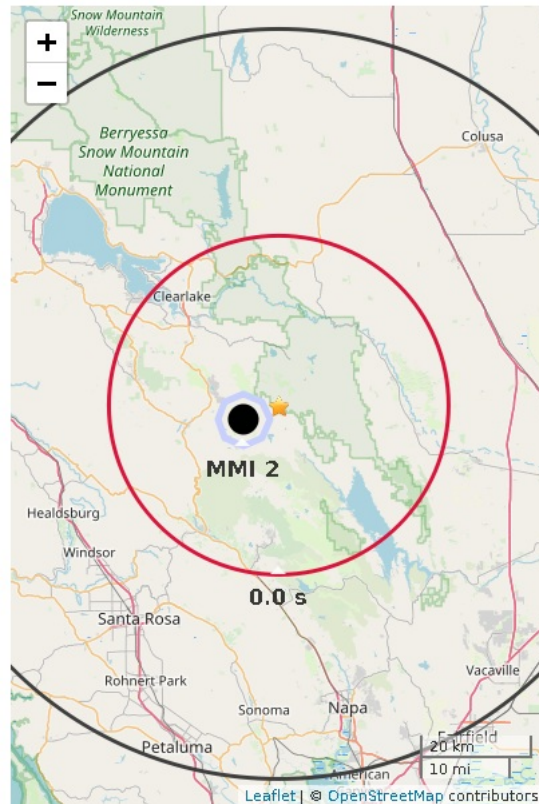 Snow Mountain
Wilderness
+
−
Berryessa
Snow Mountain
National
Monument
Colusa
Clearlake
MMI 2
Healdsburg
Windsor
0.0 s
Santa Rosa
Rohnert Park
Vacaville
Sonoma
Napa
Fairfield
Petaluma
20 km
10 mi
American
Leaflet | © OpenStreetMap contributors